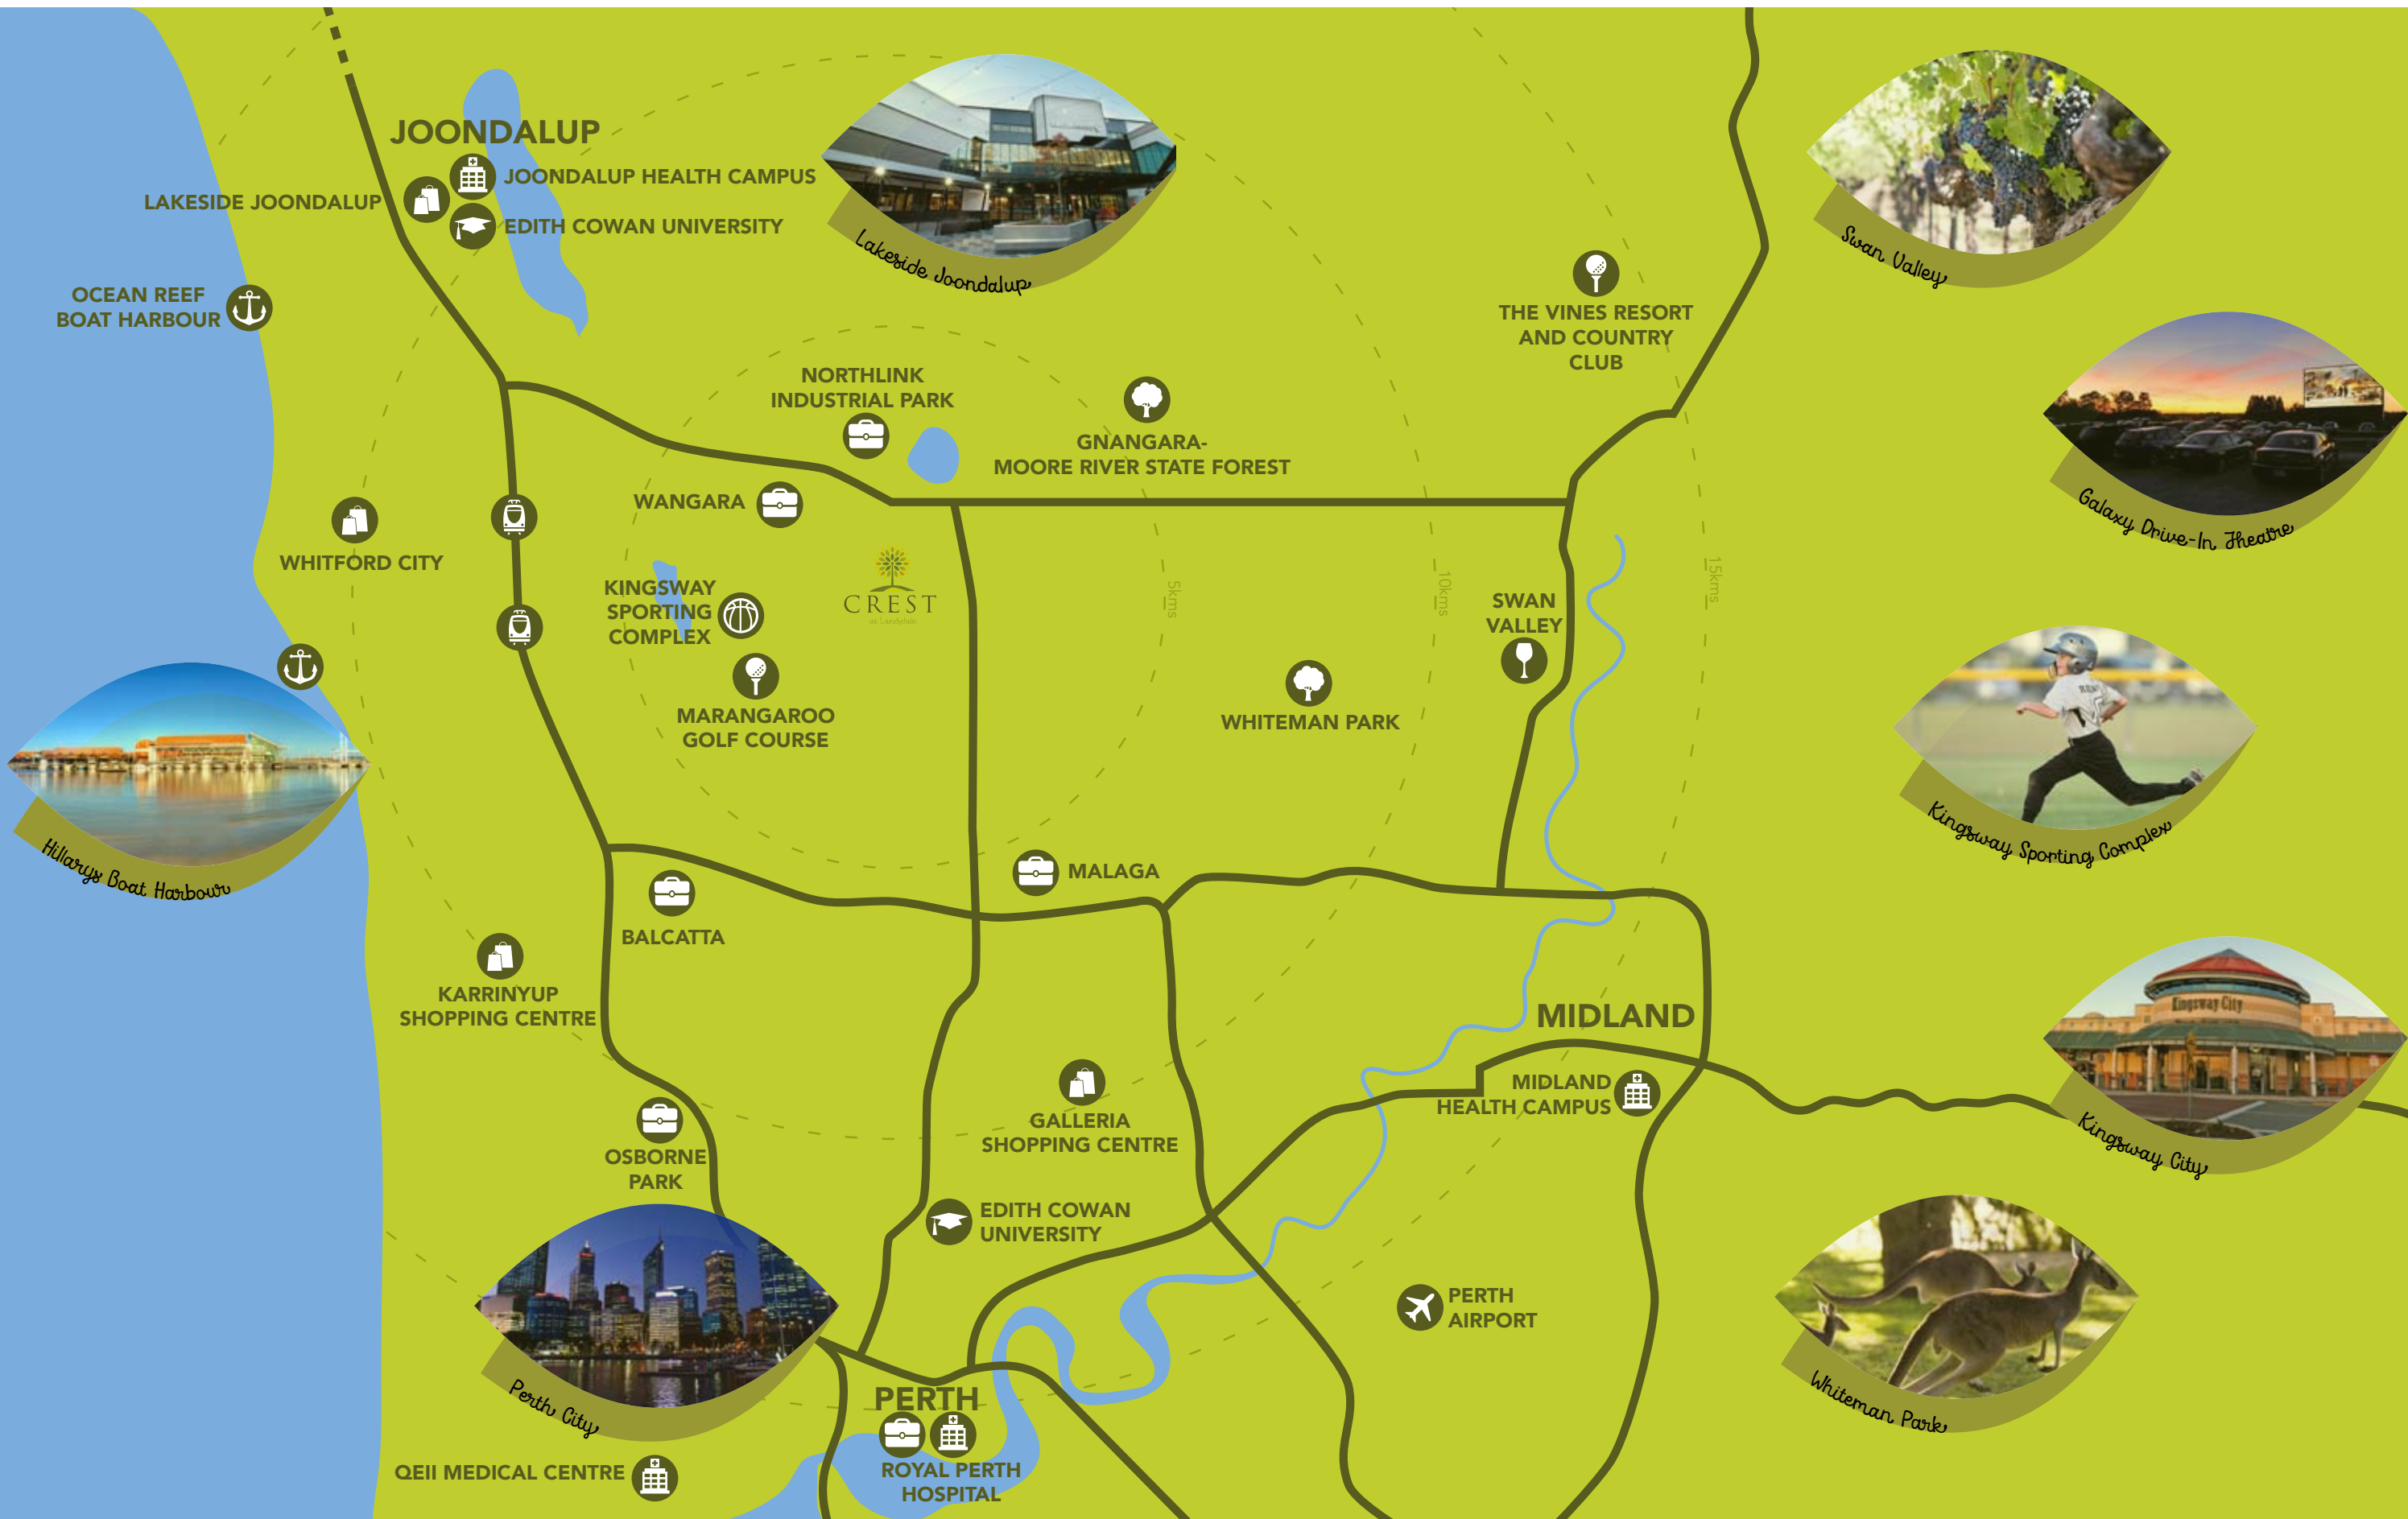 JOONDALUP
JOONDALUP HEALTH CAMPUS
LAKESIDE JOONDALUP
EDITH COWAN UNIVERSITY
OCEAN REEF
BOAT HARBOUR
Lakeside Joondalup
Swan Valley
THE VINES RESORT
AND COUNTRY
CLUB
NORTHLINK
INDUSTRIAL PARK
GNANGARA-
MOORE RIVER STATE FOREST
Galaxy Drive-In Theatre
WANGARA
WHITFORD CITY
KINGSWAY
SPORTING
COMPLEX
CREST
at Landsdale
5kms
10kms
15kms
SWAN
VALLEY
MARANGAROO
GOLF COURSE
WHITEMAN PARK
Kingsway Sporting Complex
Hillarys Boat Harbour
MALAGA
BALCATTA
KARRINYUP
SHOPPING CENTRE
MIDLAND
Kingsway City
MIDLAND
HEALTH CAMPUS
GALLERIA
SHOPPING CENTRE
Kingsway City
OSBORNE
PARK
EDITH COWAN
UNIVERSITY
PERTH
AIRPORT
Perth City
Whiteman Park
PERTH
QEII MEDICAL CENTRE
ROYAL PERTH
HOSPITAL